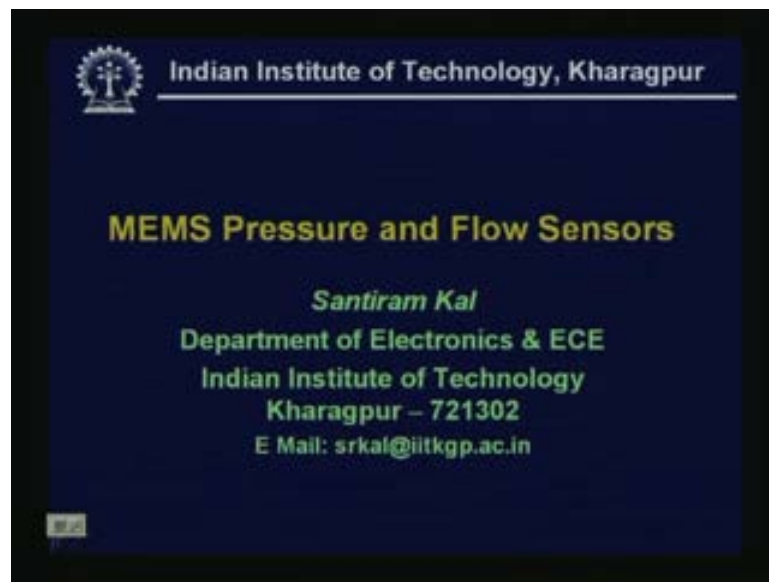 Indian Institute of Technology, Kharagpur
MEMS Pressure and Flow Sensors
Santiram Kal
Department of Electronics & ECE
Indian Institute of Technology
Kharagpur – 721302
E Mail: srkal@iitkgp.ac.in